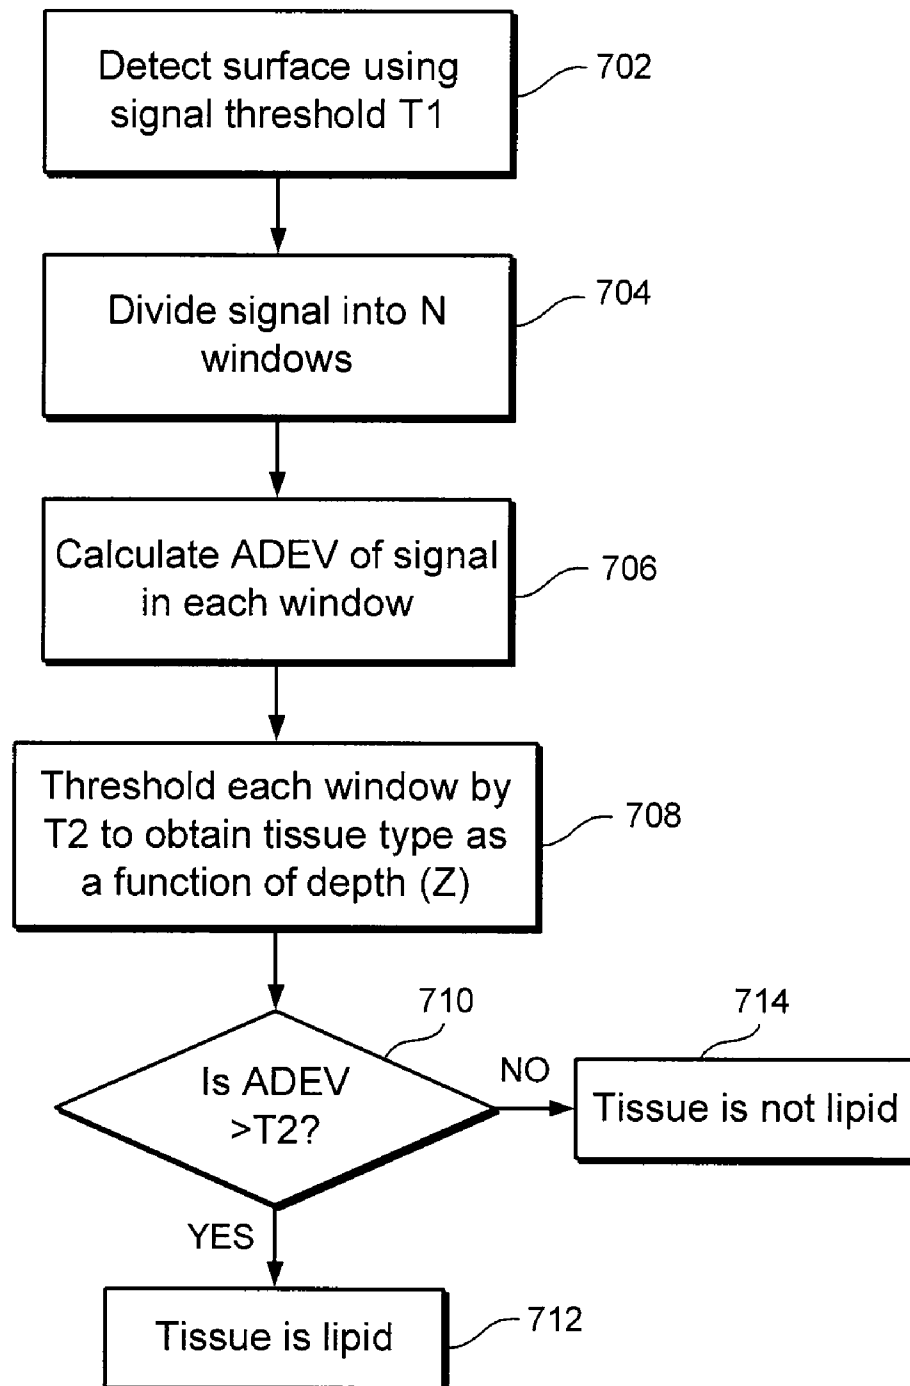 Detect surface using
signal threshold T1
702
Divide signal into N
windows
704
Calculate ADEV of signal
in each window
706
Threshold each window by
T2 to obtain tissue type as
a function of depth (Z)
708
710
Is ADEV
>T2?
NO
714
Tissue is not lipid
YES
Tissue is lipid
712